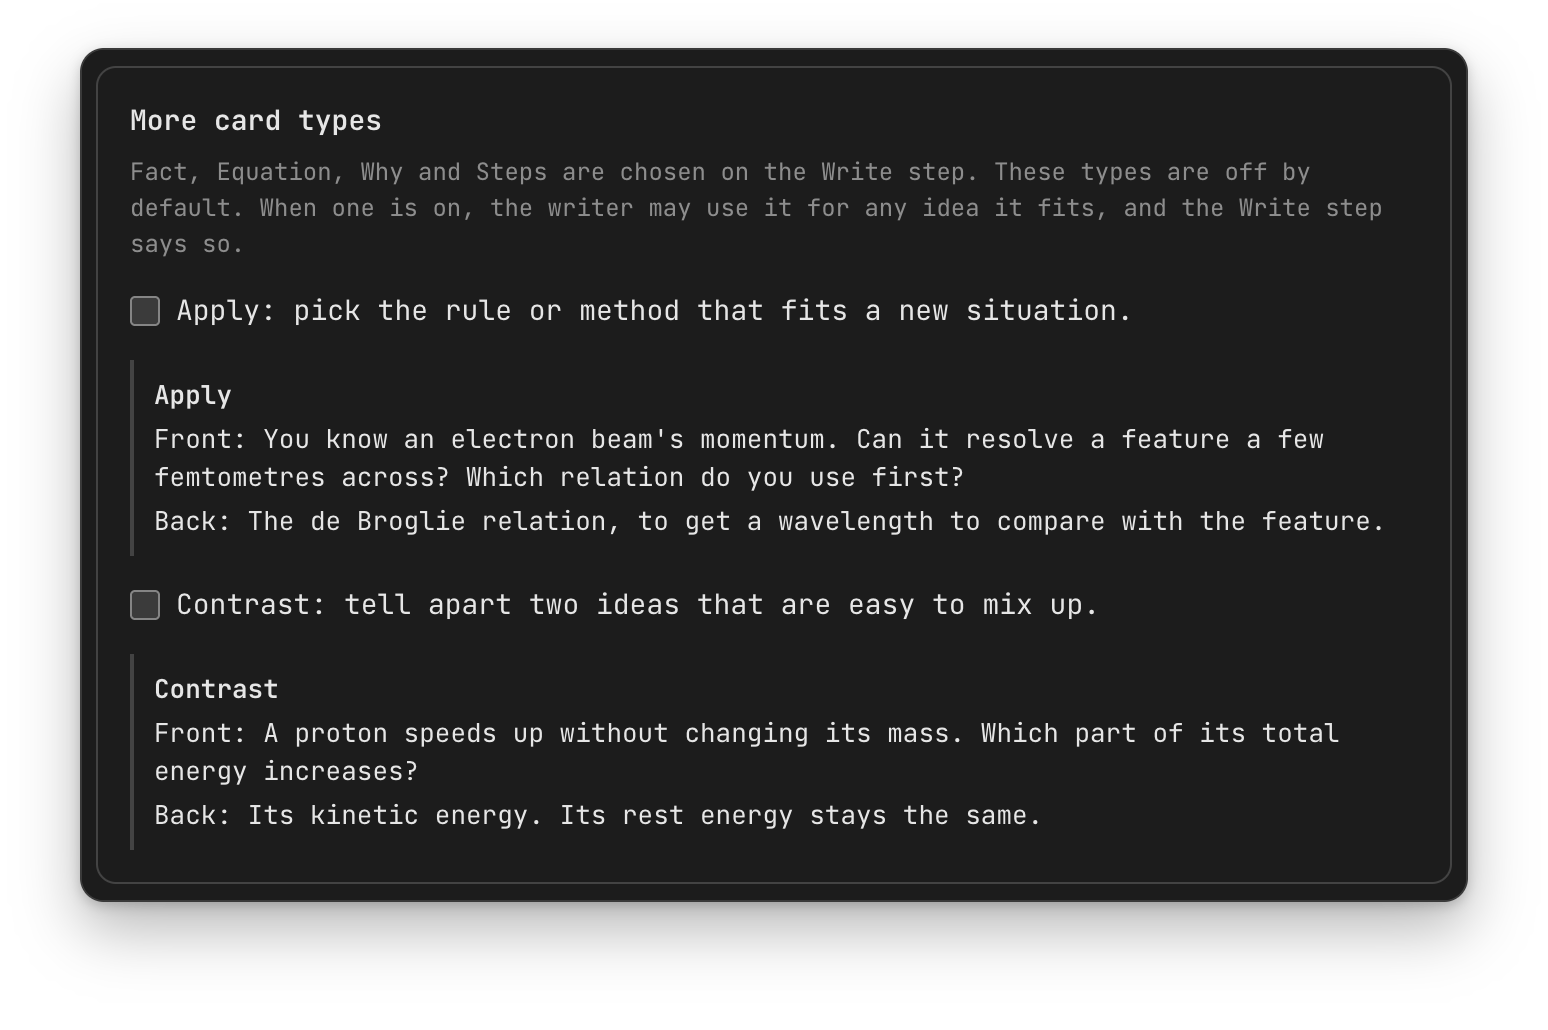 More card types
Fact, Equation, Why and Steps are chosen on the Write step. These types are off by
default. When one is on, the writer may use it for any idea it fits, and the Write step
says so.
Apply: pick the rule or method that fits a new situation.
Apply
Front: You know an electron beam's momentum. Can it resolve a feature a few
femtometres across? Which relation do you use first?
Back: The de Broglie relation, to get a wavelength to compare with the feature.
Contrast: tell apart two ideas that are easy to mix up.
Contrast
Front: A proton speeds up without changing its mass. Which part of its total
energy increases?
Back: Its kinetic energy. Its rest energy stays the same.